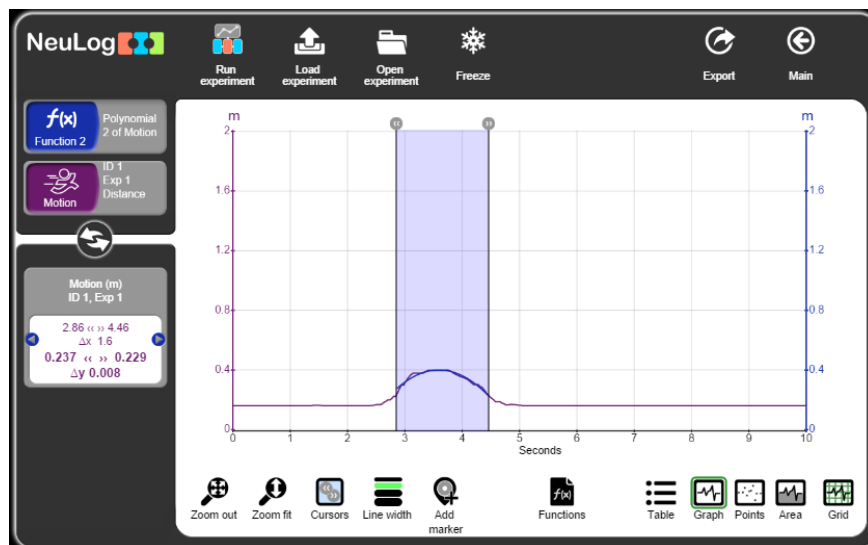 NeuLog
Run
experiment
Load
experiment
Open
experiment
Freeze
Export
Main
f(x)
Function 2
Polynomial
2 of Motion
Motion
ID 1
Exp 1
Distance
Motion (m)
ID 1, Exp 1
2.86 ‹‹ ›› 4.46
Δx 1.6
0.237 ‹‹ ›› 0.229
Δy 0.008
m
m
2
1.6
1.2
0.8
0.4
0
2
1.6
1.2
0.8
0.4
0
‹‹
››
0 1 2 3 4 5 6 7 8 9 10
Seconds
Zoom out
Zoom fit
‹‹ ››
Cursors
Line width
Add
marker
f(x)
Functions
Table
Graph
Points
Area
Grid